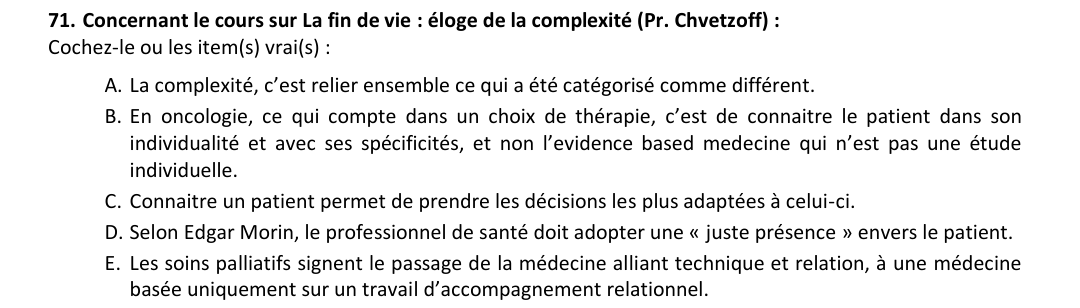 71. Concernant le cours sur La fin de vie : éloge de la complexité (Pr. Chvetzoff) :
Cochez-le ou les item(s) vrai(s) :
A. La complexité, c’est relier ensemble ce qui a été catégorisé comme différent.
B. En oncologie, ce qui compte dans un choix de thérapie, c’est de connaitre le patient dans son
individualité et avec ses spécificités, et non l’evidence based medecine qui n’est pas une étude
individuelle.
C. Connaitre un patient permet de prendre les décisions les plus adaptées à celui-ci.
D. Selon Edgar Morin, le professionnel de santé doit adopter une « juste présence » envers le patient.
E. Les soins palliatifs signent le passage de la médecine alliant technique et relation, à une médecine
basée uniquement sur un travail d’accompagnement relationnel.